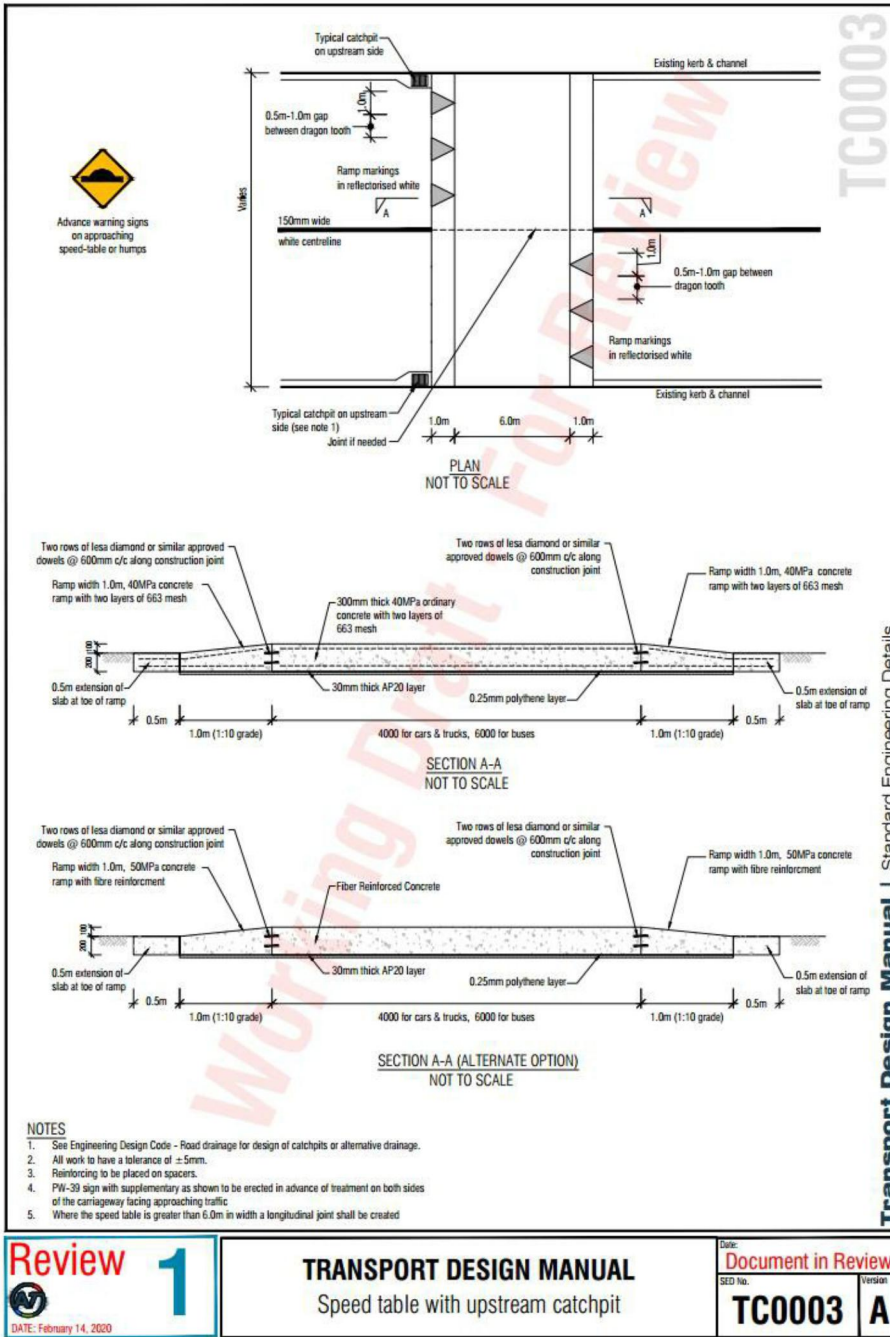 TC0003
Typical catchpit
on upstream side
Existing kerb & channel
1.0m
0.5m-1.0m gap
between dragon tooth
Ramp markings
in reflectorised white
Varies
A
A
Advance warning signs
on approaching
speed-table or humps
150mm wide
white centreline
1.0m
0.5m-1.0m gap between
dragon tooth
Ramp markings
in reflectorised white
Existing kerb & channel
Typical catchpit on upstream
side (see note 1)
Joint if needed
1.0m
6.0m
1.0m
PLAN
NOT TO SCALE
Working Draft - For Review
Two rows of lesa diamond or similar approved
dowels @ 600mm c/c along construction joint
Ramp width 1.0m, 40MPa concrete
ramp with two layers of 663 mesh
Two rows of lesa diamond or similar
approved dowels @ 600mm c/c along
construction joint
Ramp width 1.0m, 40MPa concrete
ramp with two layers of 663 mesh
300mm thick 40MPa ordinary
concrete with two layers of
663 mesh
100
200
0.5m extension of
slab at toe of ramp
30mm thick AP20 layer
0.25mm polythene layer
0.5m extension of
slab at toe of ramp
0.5m
1.0m (1:10 grade)
4000 for cars & trucks, 6000 for buses
1.0m (1:10 grade)
0.5m
SECTION A-A
NOT TO SCALE
Two rows of lesa diamond or similar approved
dowels @ 600mm c/c along construction joint
Ramp width 1.0m, 50MPa concrete
ramp with fibre reinforcment
Two rows of lesa diamond or similar
approved dowels @ 600mm c/c along
construction joint
Ramp width 1.0m, 50MPa concrete
ramp with fibre reinforcment
Fiber Reinforced Concrete
100
200
0.5m extension of
slab at toe of ramp
30mm thick AP20 layer
0.25mm polythene layer
0.5m extension of
slab at toe of ramp
0.5m
1.0m (1:10 grade)
4000 for cars & trucks, 6000 for buses
1.0m (1:10 grade)
0.5m
SECTION A-A (ALTERNATE OPTION)
NOT TO SCALE
NOTES
1. See Engineering Design Code - Road drainage for design of catchpits or alternative drainage.
2. All work to have a tolerance of ±5mm.
3. Reinforcing to be placed on spacers.
4. PW-39 sign with supplementary as shown to be erected in advance of treatment on both sides
of the carriageway facing approaching traffic
5. Where the speed table is greater than 6.0m in width a longitudinal joint shall be created
Transport Design Manual | Standard Engineering Details
Review 1
AT
DATE: February 14, 2020
TRANSPORT DESIGN MANUAL
Speed table with upstream catchpit
Date:
Document in Review
SED No.
TC0003
Version
A